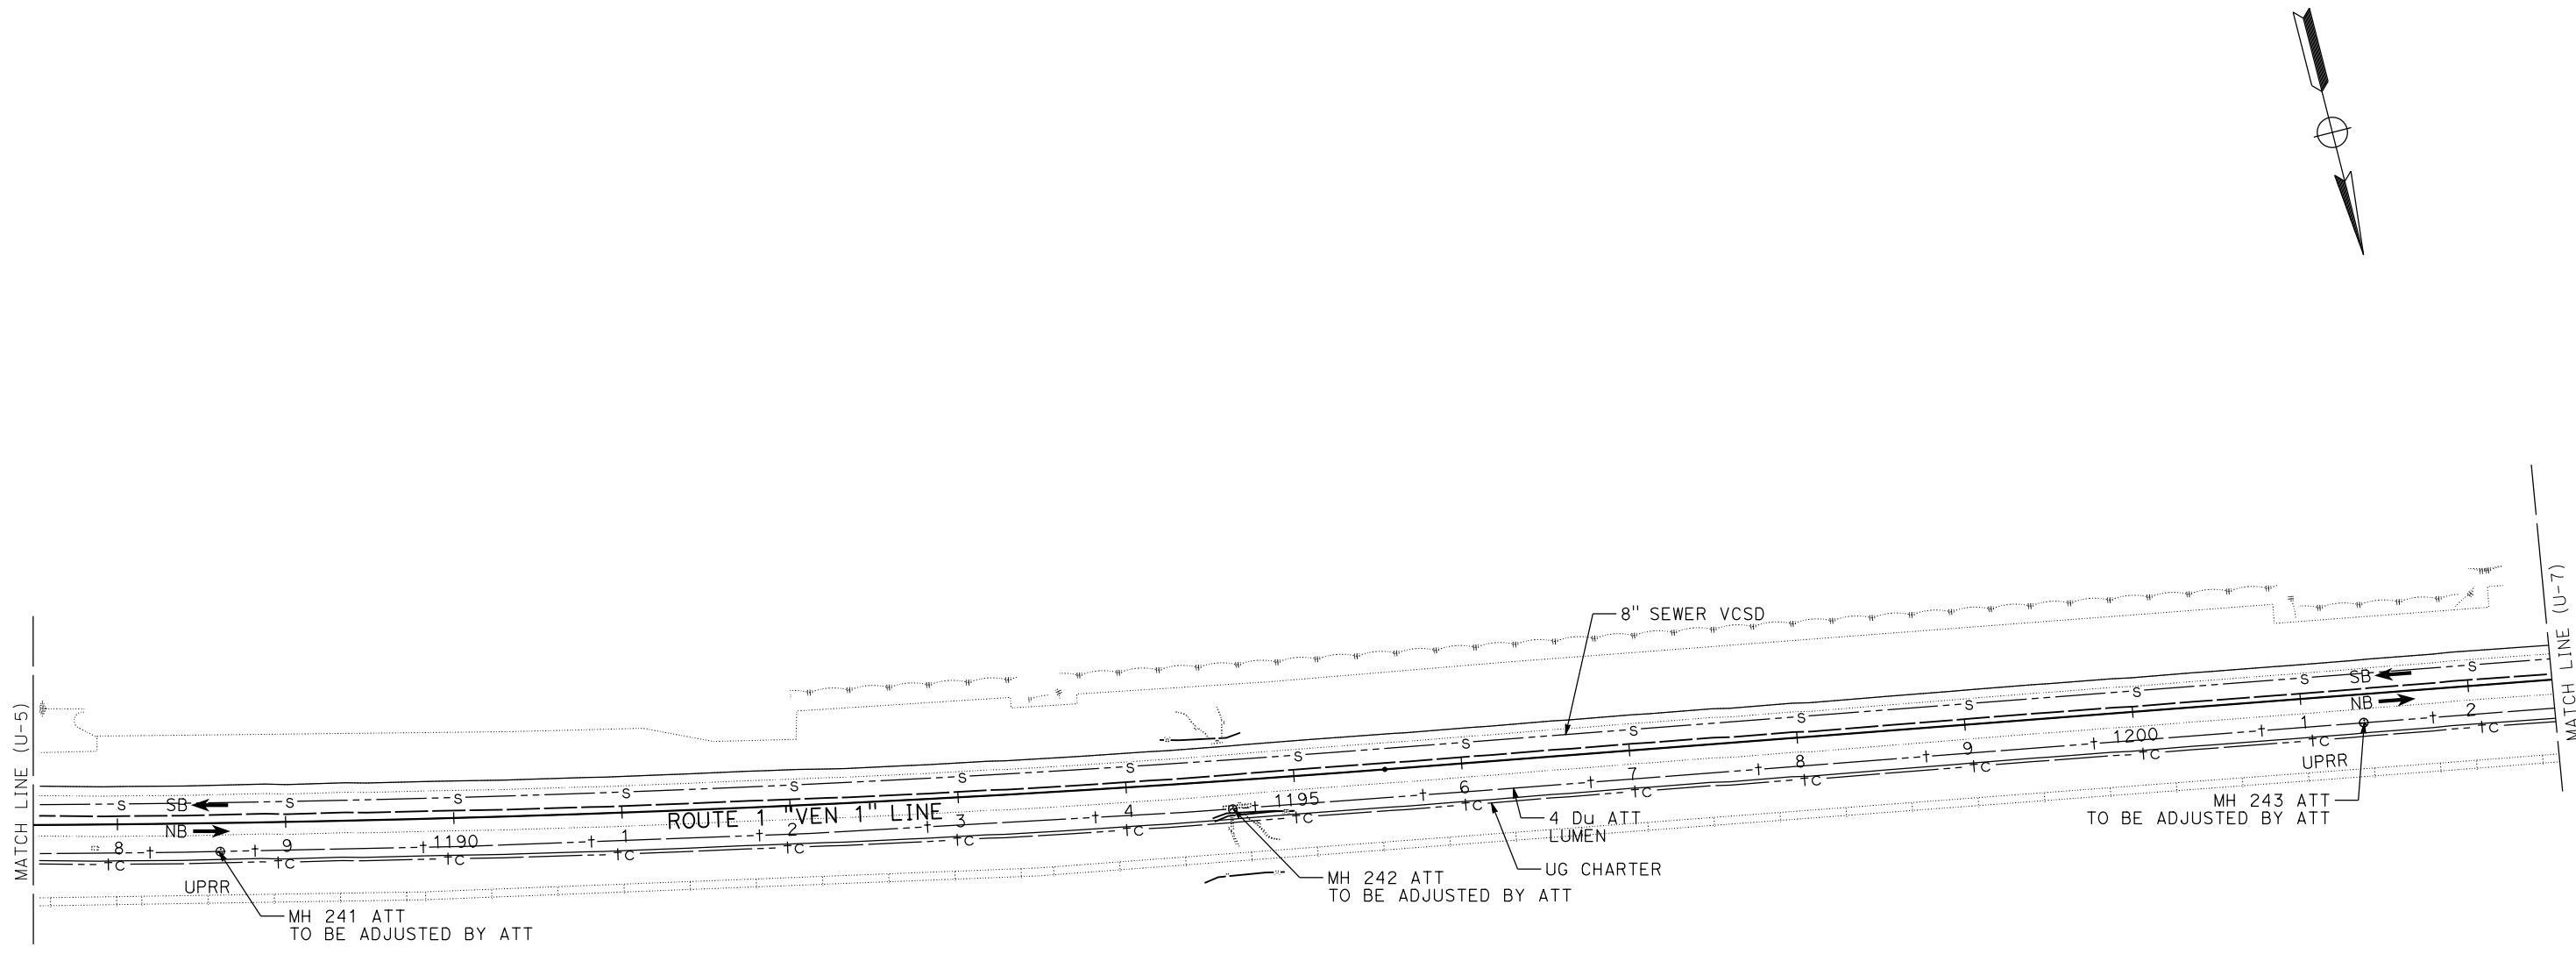 8" SEWER VCSD
MATCH LINE (U-5)
MATCH LINE (U-7)
S S S S S S S S S S S S S S S
SB
NB
SB
NB
ROUTE 1 "VEN 1" LINE
8 9 1190 1 2 3 4 1195 6 7 8 9 1200 1 2
C C C C C C C C C C C C C C C
UPRR
UPRR
4 Du ATT
LUMEN
UG CHARTER
MH 241 ATT
TO BE ADJUSTED BY ATT
MH 242 ATT
TO BE ADJUSTED BY ATT
MH 243 ATT
TO BE ADJUSTED BY ATT